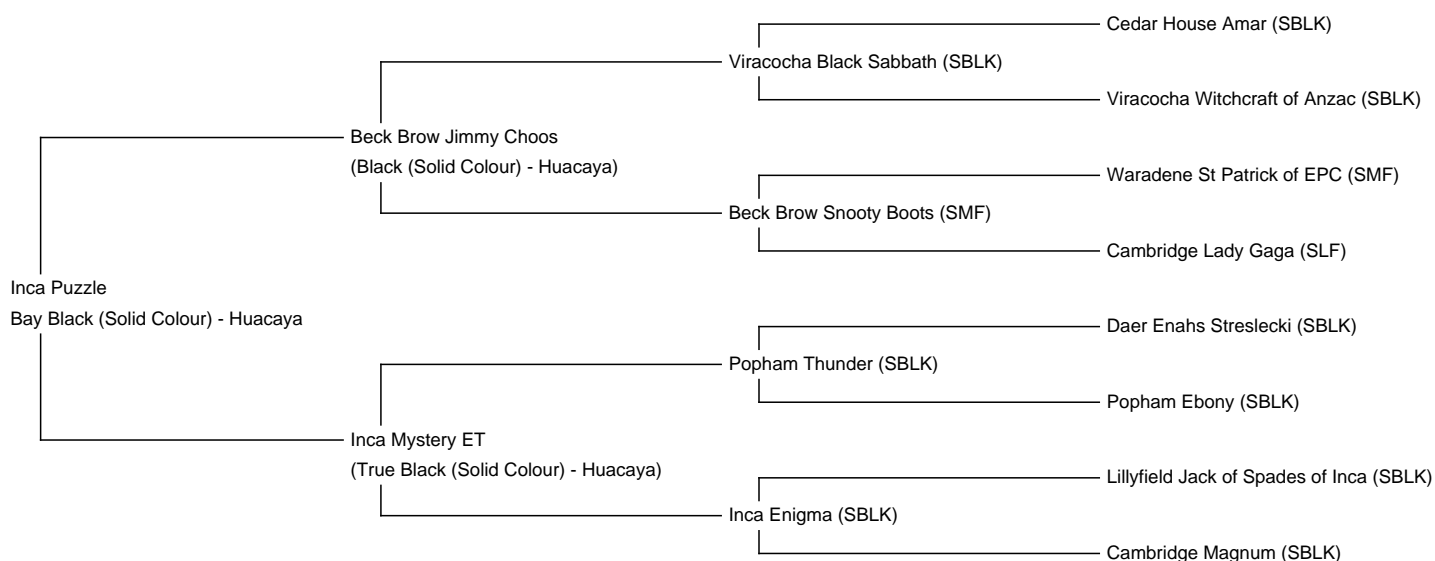 Cedar House Amar (SBLK)
Viracocha Black Sabbath (SBLK)
Viracocha Witchcraft of Anzac (SBLK)
Beck Brow Jimmy Choos
(Black (Solid Colour) - Huacaya)
Waradene St Patrick of EPC (SMF)
Beck Brow Snooty Boots (SMF)
Cambridge Lady Gaga (SLF)
Inca Puzzle
Bay Black (Solid Colour) - Huacaya
Daer Enahs Streslecki (SBLK)
Popham Thunder (SBLK)
Popham Ebony (SBLK)
Inca Mystery ET
(True Black (Solid Colour) - Huacaya)
Lillyfield Jack of Spades of Inca (SBLK)
Inca Enigma (SBLK)
Cambridge Magnum (SBLK)